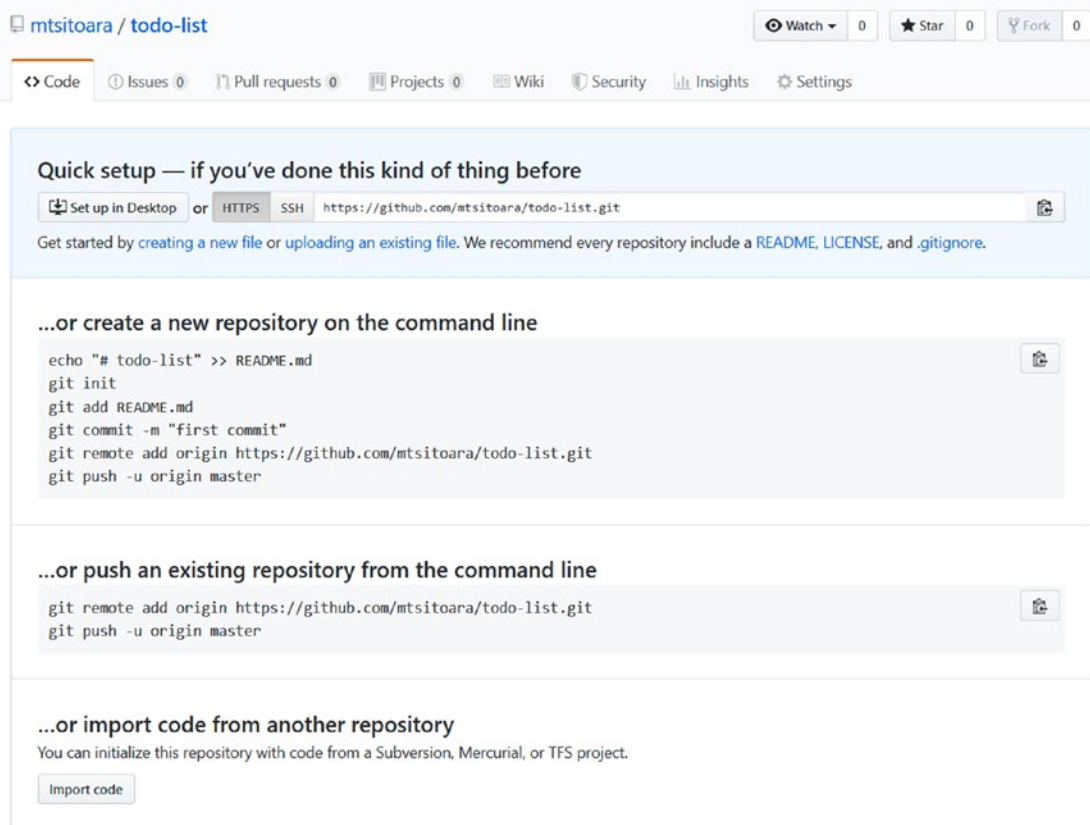 mtsitoara / todo-list
Watch 0 Star 0 Fork 0
Code Issues 0 Pull requests 0 Projects 0 Wiki Security Insights Settings
Quick setup — if you’ve done this kind of thing before
Set up in Desktop or HTTPS SSH https://github.com/mtsitoara/todo-list.git
Get started by creating a new file or uploading an existing file. We recommend every repository include a README, LICENSE, and .gitignore.
...or create a new repository on the command line
echo "# todo-list" >> README.md
git init
git add README.md
git commit -m "first commit"
git remote add origin https://github.com/mtsitoara/todo-list.git
git push -u origin master
...or push an existing repository from the command line
git remote add origin https://github.com/mtsitoara/todo-list.git
git push -u origin master
...or import code from another repository
You can initialize this repository with code from a Subversion, Mercurial, or TFS project.
Import code